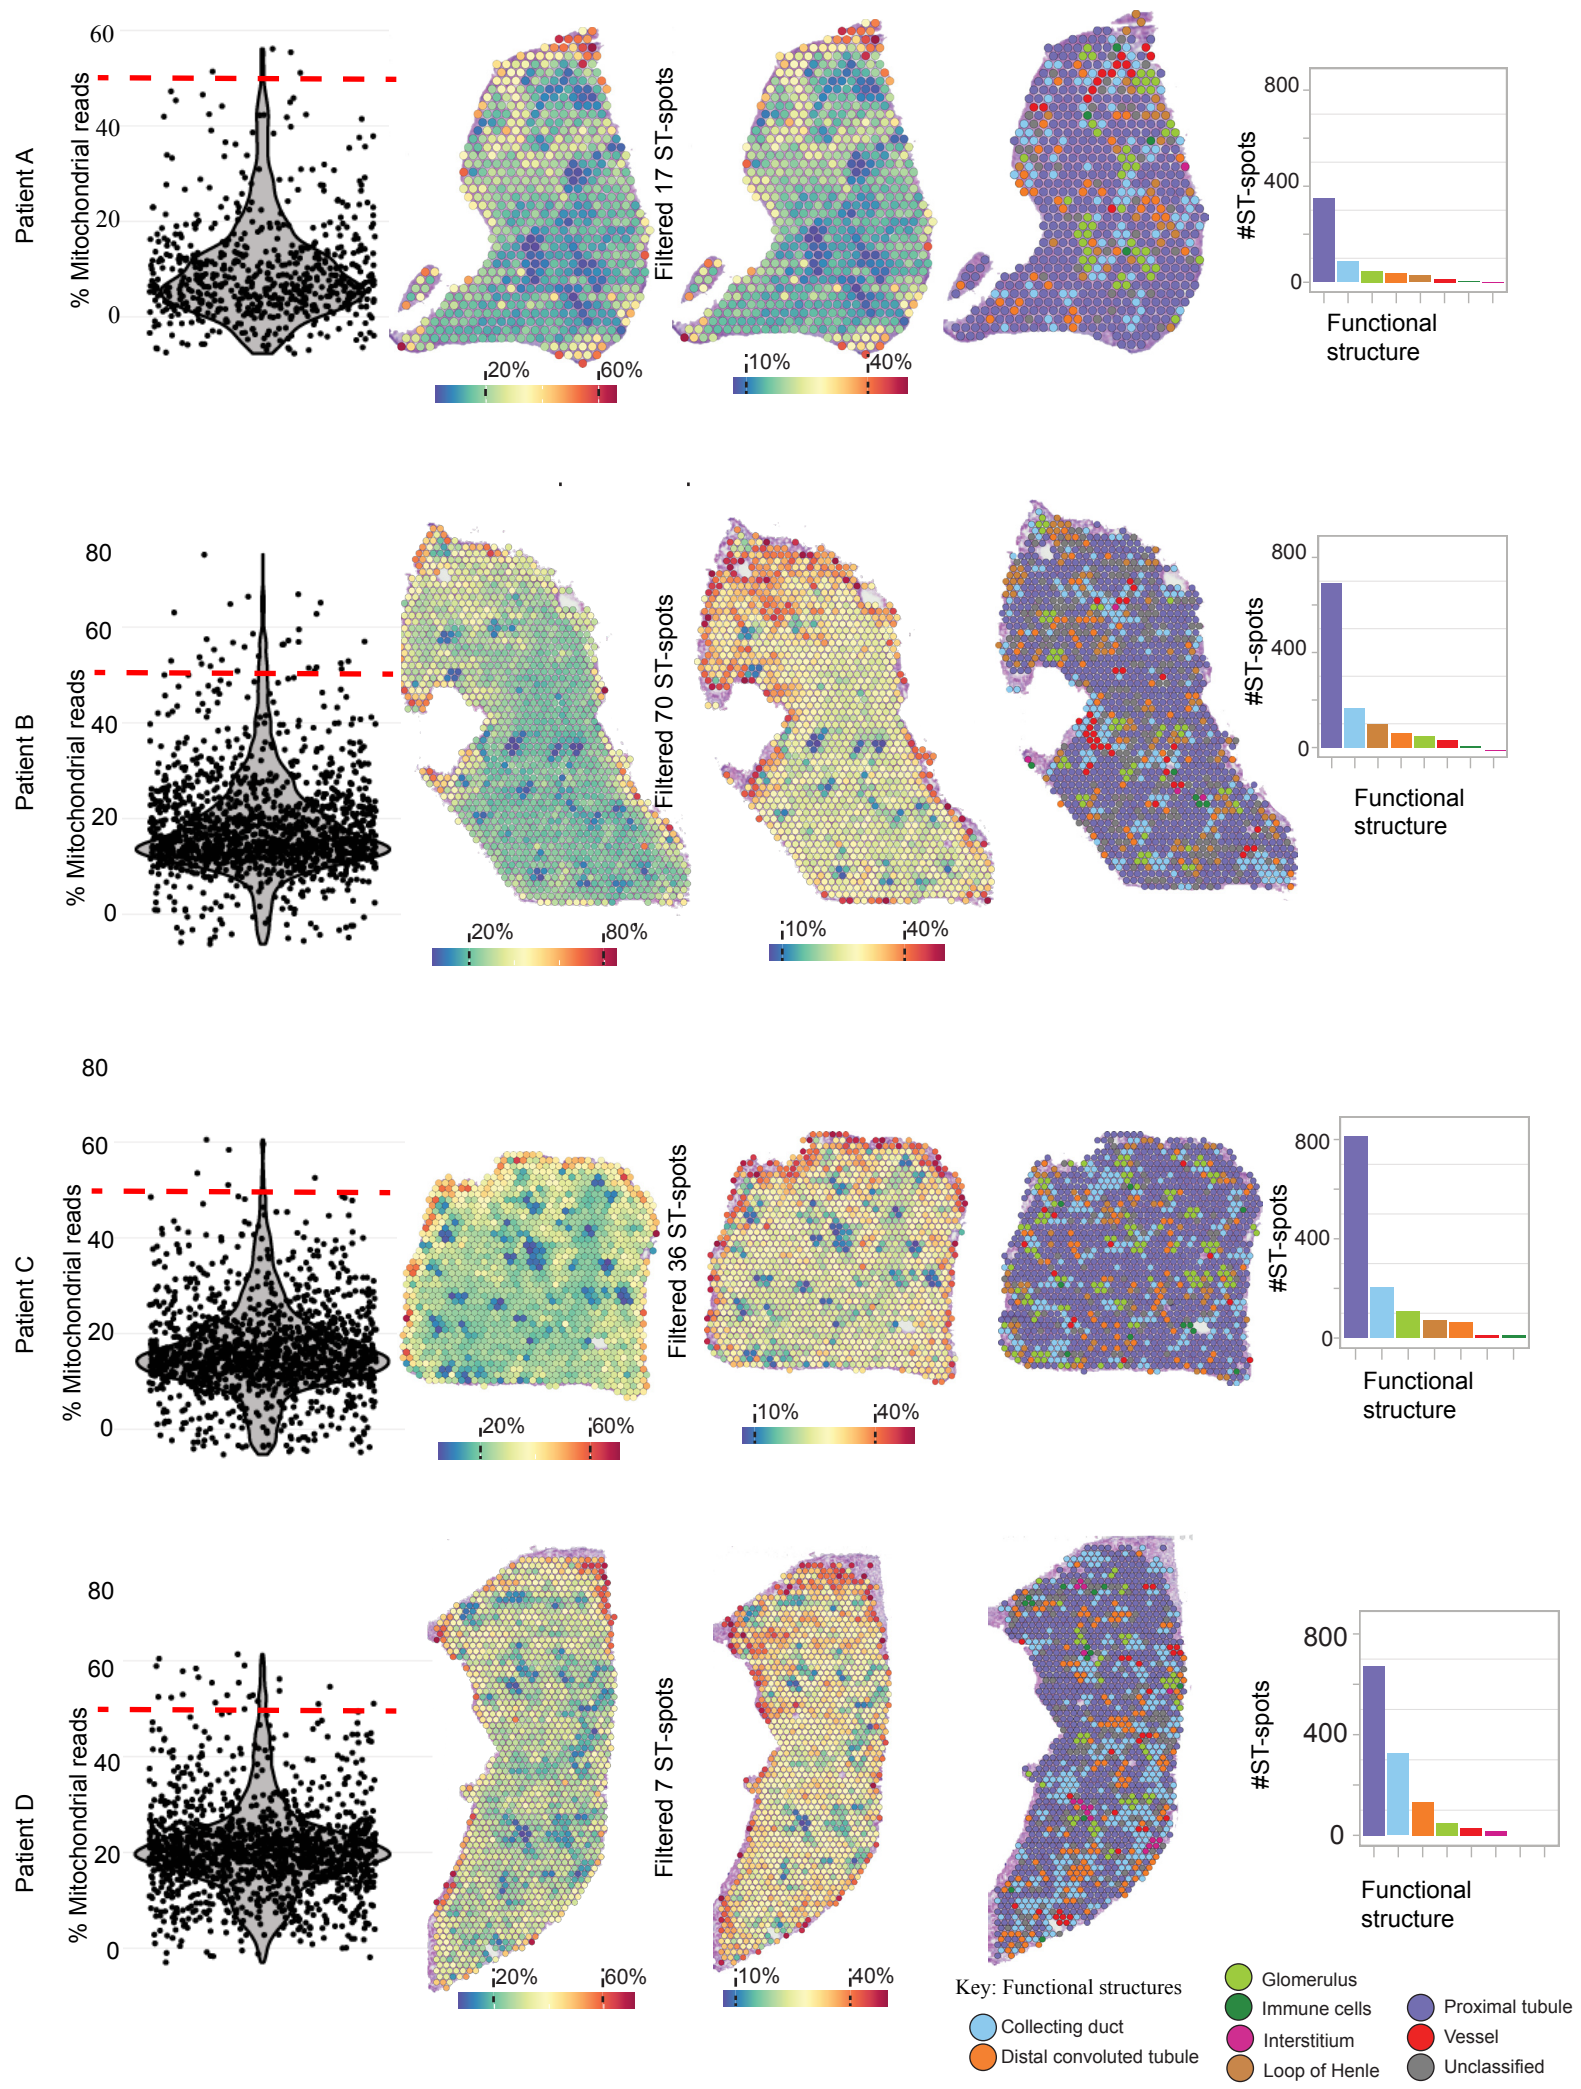 Patient A
% Mitochondrial reads
60
40
20
0
20%
60%
Filtered 17 ST-spots
10%
40%
#ST-spots
800
400
0
Functional
structure
Patient B
% Mitochondrial reads
80
60
40
20
0
20%
80%
Filtered 70 ST-spots
10%
40%
#ST-spots
800
400
0
Functional
structure
Patient C
% Mitochondrial reads
80
60
40
20
0
20%
60%
Filtered 36 ST-spots
10%
40%
#ST-spots
800
400
0
Functional
structure
Patient D
% Mitochondrial reads
80
60
40
20
0
20%
60%
Filtered 7 ST-spots
10%
40%
#ST-spots
800
400
0
Functional
structure
Key: Functional structures
Collecting duct
Distal convoluted tubule
Glomerulus
Immune cells
Interstitium
Loop of Henle
Proximal tubule
Vessel
Unclassified